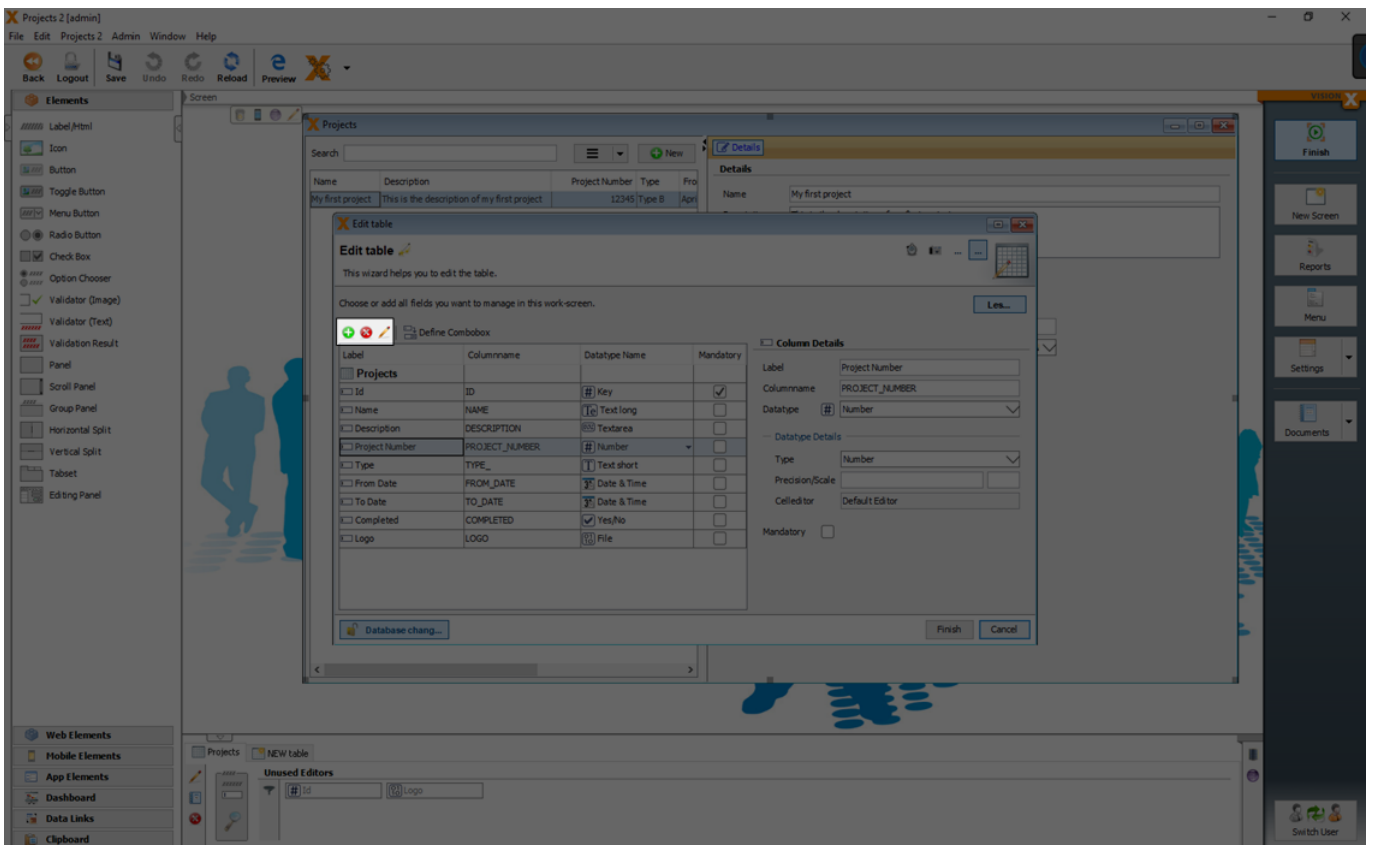 Projects 2 [admin]
File Edit Projects 2 Admin Window Help
Back Logout Save Undo Redo Reload Preview
Elements
Label/Html
Icon
Button
Toggle Button
Menu Button
Radio Button
Check Box
Option Chooser
Validator (Image)
Validator (Text)
Validation Result
Panel
Scroll Panel
Group Panel
Horizontal Split
Vertical Split
Tabset
Editing Panel
Web Elements
Mobile Elements
App Elements
Dashboard
Data Links
Clipboard
Screen
Projects
Search
New
Name Description Project Number Type Fro
My first project This is the description of my first project 12345 Type B Apri
Details
Details
Name My first project
Edit table
Edit table
This wizard helps you to edit the table.
Choose or add all fields you want to manage in this work-screen.
Les...
Define Combobox
Label Columnname Datatype Name Mandatory
Projects
Id ID # Key
Name NAME Te Text long
Description DESCRIPTION Textarea
Project Number PROJECT_NUMBER # Number
Type TYPE_ T Text short
From Date FROM_DATE Date & Time
To Date TO_DATE Date & Time
Completed COMPLETED Yes/No
Logo LOGO File
Column Details
Label Project Number
Columnname PROJECT_NUMBER
Datatype # Number
Datatype Details
Type Number
Precision/Scale
Celleditor Default Editor
Mandatory
Database chang...
Finish Cancel
Projects NEW table
Unused Editors
# Id Logo
VISION X
Finish
New Screen
Reports
Menu
Settings
Documents
Switch User